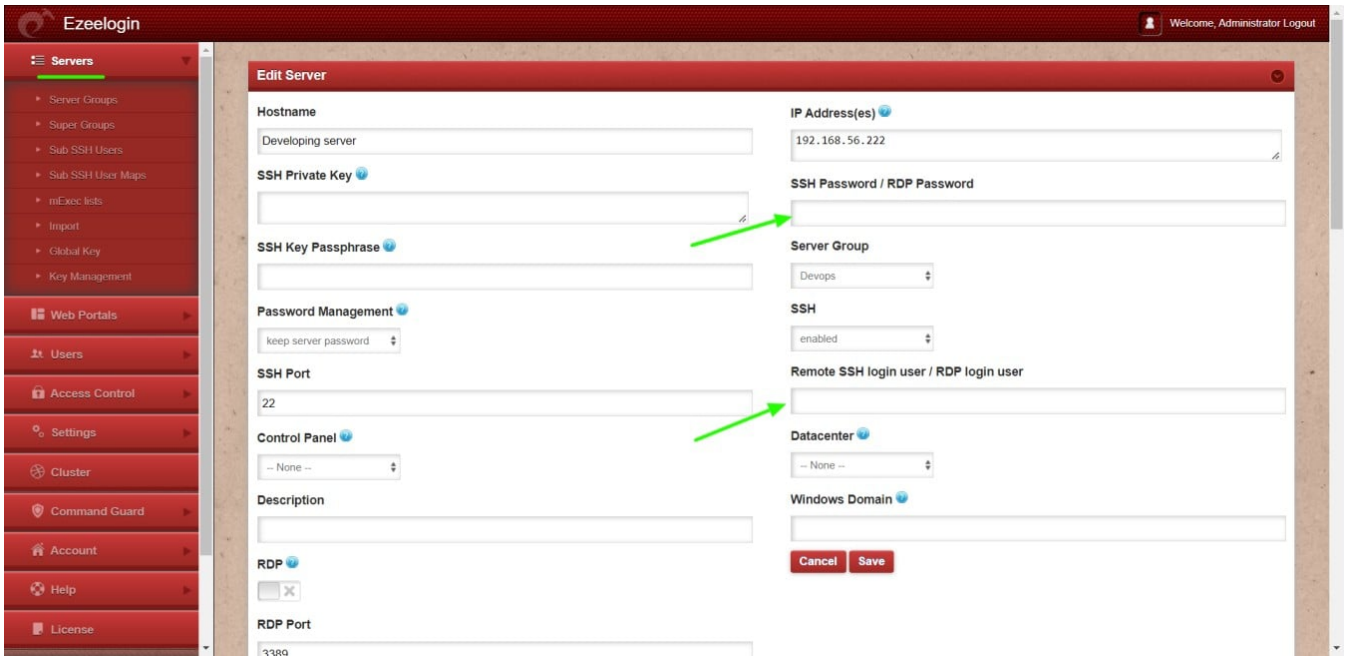 Ezeelogin
Welcome, Administrator Logout
Servers
Server Groups
Super Groups
Sub SSH Users
Sub SSH User Maps
mExec lists
Import
Global Key
Key Management
Web Portals
Users
Access Control
Settings
Cluster
Command Guard
Account
Help
License
Edit Server
Hostname
Developing server
SSH Private Key
SSH Key Passphrase
Password Management
keep server password
SSH Port
22
Control Panel
-- None --
Description
RDP
RDP Port
3389
IP Address(es)
192.168.56.222
SSH Password / RDP Password
Server Group
Devops
SSH
enabled
Remote SSH login user / RDP login user
Datacenter
-- None --
Windows Domain
Cancel Save